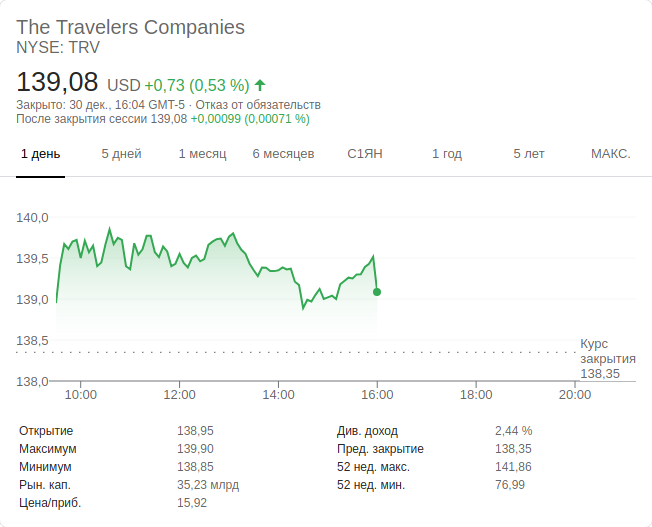 The Travelers Companies
NYSE: TRV
139,08 USD +0,73 (0,53 %)
Закрыто: 30 дек., 16:04 GMT-5 · Отказ от обязательств
После закрытия сессии 139,08 +0,00099 (0,00071 %)
1 день 5 дней 1 месяц 6 месяцев С1ЯН 1 год 5 лет МАКС.
140,0
139,5
139,0
138,5
Курс
закрытия
138,35
138,0
10:00 12:00 14:00 16:00 18:00 20:00
Открытие 138,95 Див. доход 2,44 %
Максимум 139,90 Пред. закрытие 138,35
Минимум 138,85 52 нед. макс. 141,86
Рын. кап. 35,23 млрд 52 нед. мин. 76,99
Цена/приб. 15,92